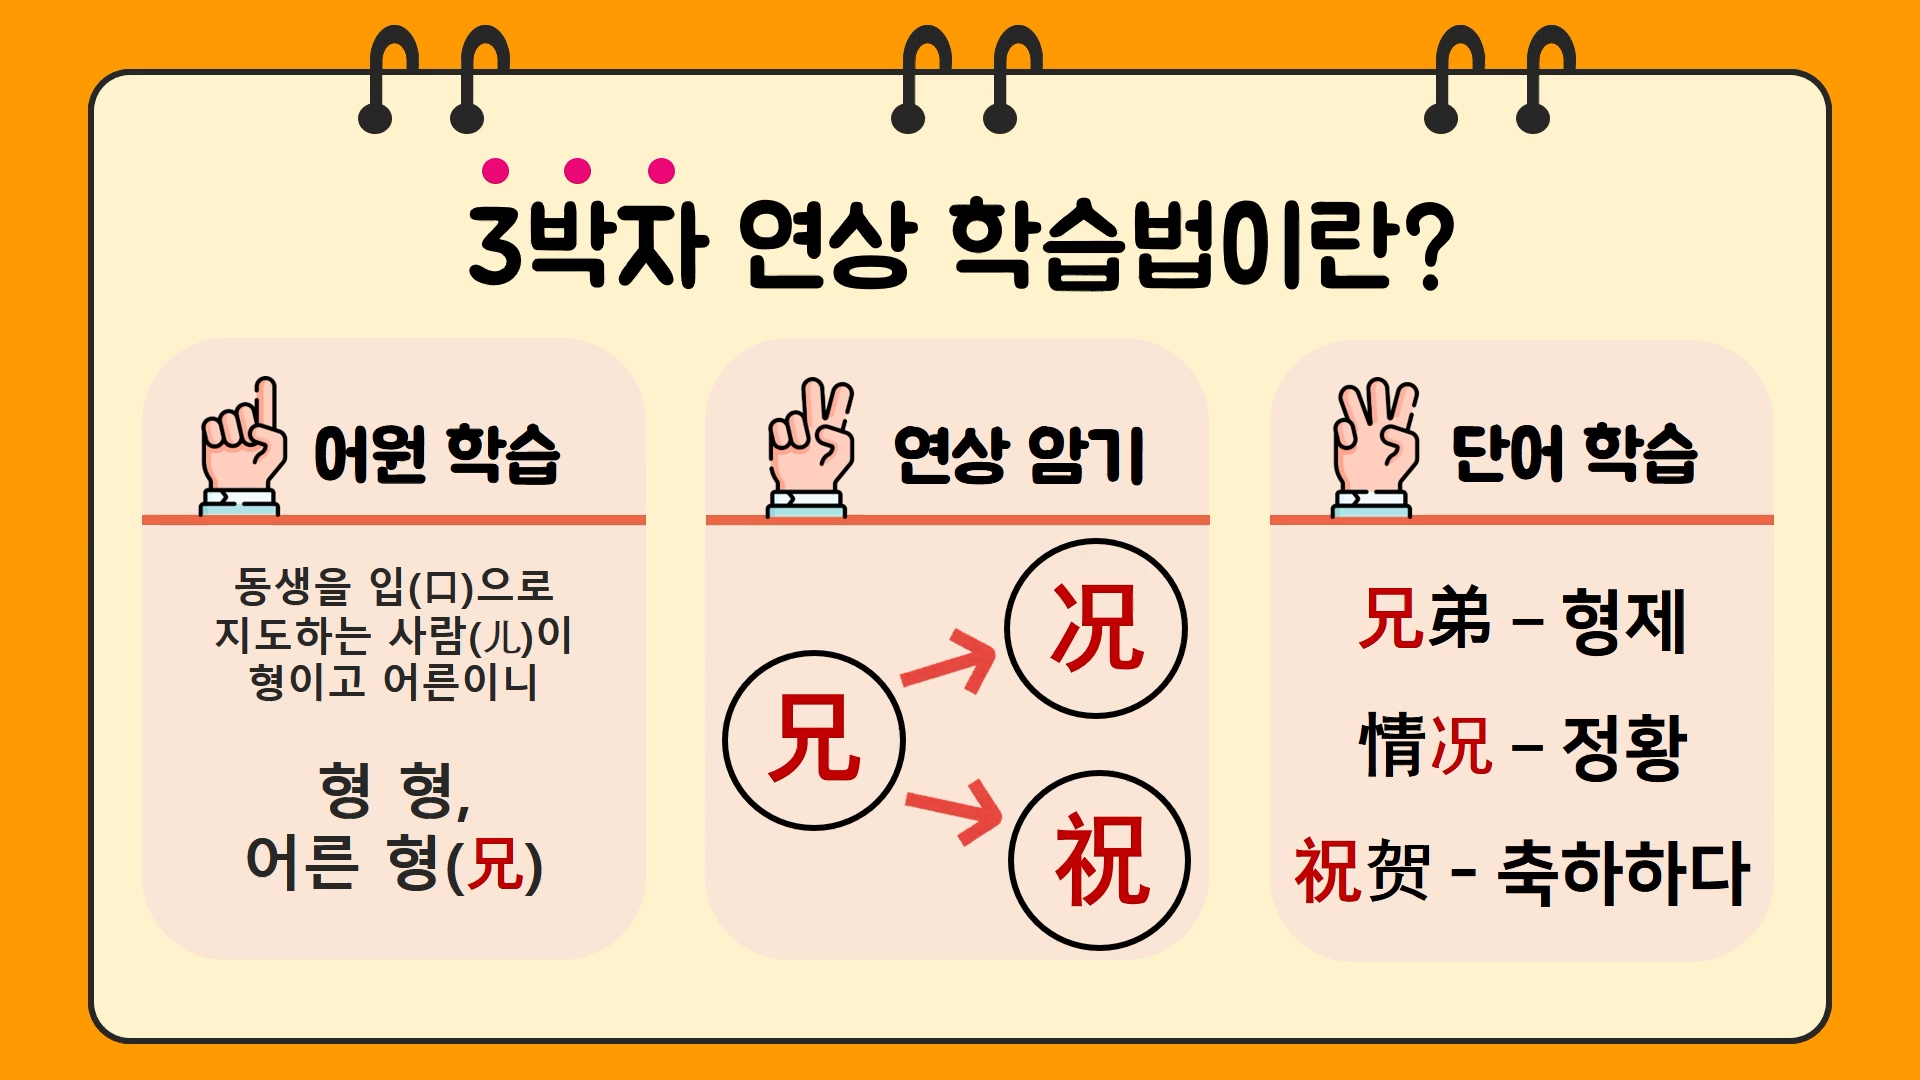 3박자 연상 학습법이란?
어원 학습
동생을 입(口)으로
지도하는 사람(儿)이
형이고 어른이니
형 형,
어른 형(兄)
연상 암기
兄
况
祝
단어 학습
兄弟 – 형제
情况 – 정황
祝贺 - 축하하다